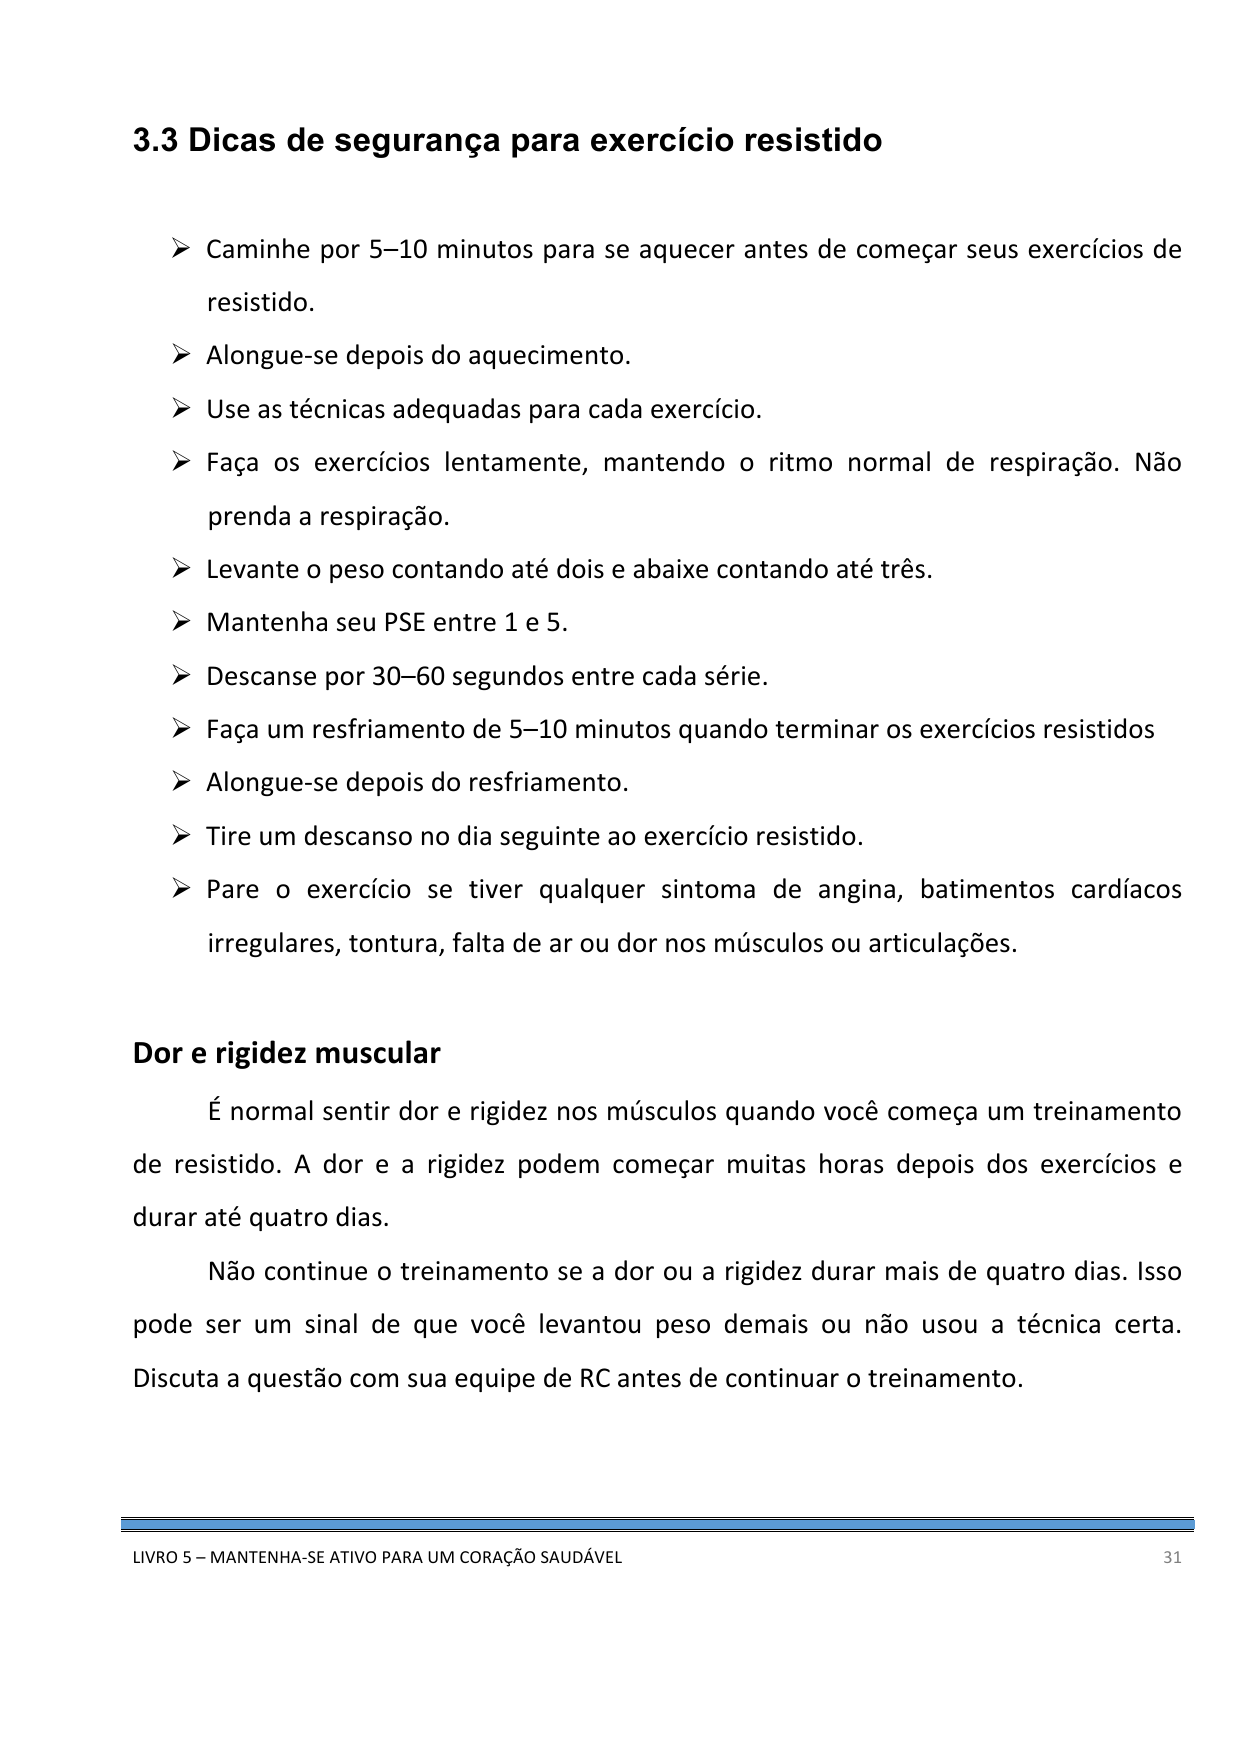 3.3 Dicas de segurança para exercício resistido
➢ Caminhe por 5–10 minutos para se aquecer antes de começar seus exercícios de
resistido.
➢ Alongue-se depois do aquecimento.
➢ Use as técnicas adequadas para cada exercício.
➢ Faça os exercícios lentamente, mantendo o ritmo normal de respiração. Não
prenda a respiração.
➢ Levante o peso contando até dois e abaixe contando até três.
➢ Mantenha seu PSE entre 1 e 5.
➢ Descanse por 30–60 segundos entre cada série.
➢ Faça um resfriamento de 5–10 minutos quando terminar os exercícios resistidos
➢ Alongue-se depois do resfriamento.
➢ Tire um descanso no dia seguinte ao exercício resistido.
➢ Pare o exercício se tiver qualquer sintoma de angina, batimentos cardíacos
irregulares, tontura, falta de ar ou dor nos músculos ou articulações.
Dor e rigidez muscular
É normal sentir dor e rigidez nos músculos quando você começa um treinamento
de resistido. A dor e a rigidez podem começar muitas horas depois dos exercícios e
durar até quatro dias.
Não continue o treinamento se a dor ou a rigidez durar mais de quatro dias. Isso
pode ser um sinal de que você levantou peso demais ou não usou a técnica certa.
Discuta a questão com sua equipe de RC antes de continuar o treinamento.
LIVRO 5 – MANTENHA-SE ATIVO PARA UM CORAÇÃO SAUDÁVEL 31